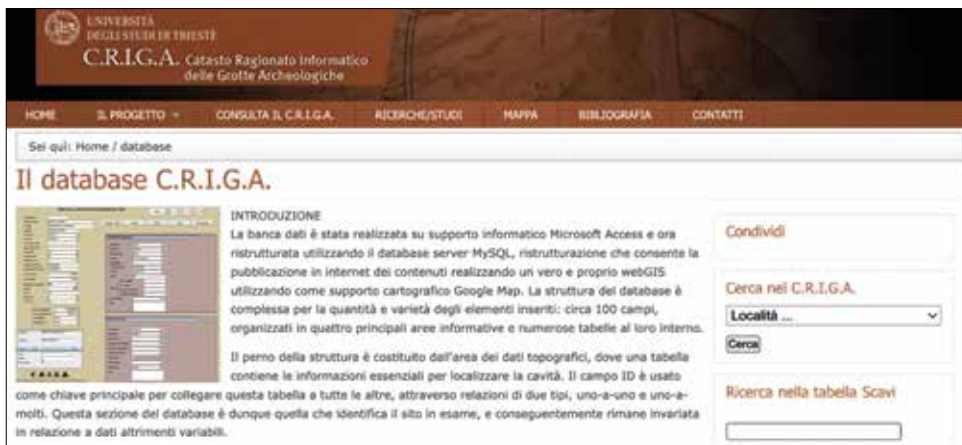 UNIVERSITÀ
DEGLI STUDI DI TRIESTE
C.R.I.G.A. Catasto Ragionato Informatico
delle Grotte Archeologiche
HOME IL PROGETTO CONSULTA IL C.R.I.G.A. RICERCHE/STUDI MAPPA BIBLIOGRAFIA CONTATTI
Sei quì: Home / database
Il database C.R.I.G.A.
INTRODUZIONE
La banca dati è stata realizzata su supporto informatico Microsoft Access e ora
ristrutturata utilizzando il database server MySQL, ristrutturazione che consente la
pubblicazione in internet dei contenuti realizzando un vero e proprio webGIS
utilizzando come supporto cartografico Google Map. La struttura del database è
complessa per la quantità e varietà degli elementi inseriti: circa 100 campi,
organizzati in quattro principali aree informative e numerose tabelle al loro interno.
Il perno della struttura è costituito dall'area dei dati topografici, dove una tabella
contiene le informazioni essenziali per localizzare la cavità. Il campo ID è usato
come chiave principale per collegare questa tabella a tutte le altre, attraverso relazioni di due tipi, uno-a-uno e uno-a-
molti. Questa sezione del database è dunque quella che identifica il sito in esame, e conseguentemente rimane invariata
in relazione a dati altrimenti variabili.
Condividi
Cerca nel C.R.I.G.A.
Località ...
Cerca
Ricerca nella tabella Scavi